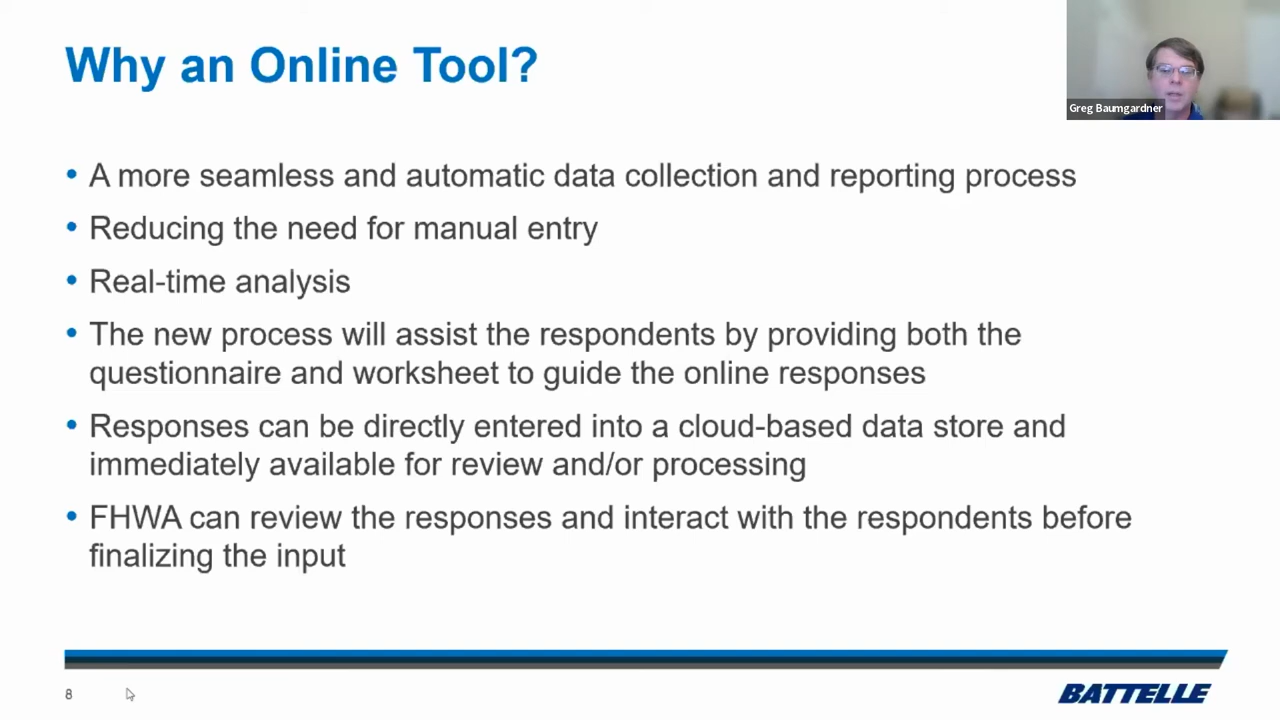 Why an Online Tool?
Greg Baumgardner
• A more seamless and automatic data collection and reporting process
• Reducing the need for manual entry
• Real-time analysis
• The new process will assist the respondents by providing both the
questionnaire and worksheet to guide the online responses
• Responses can be directly entered into a cloud-based data store and
immediately available for review and/or processing
• FHWA can review the responses and interact with the respondents before
finalizing the input
8
BATTELLE